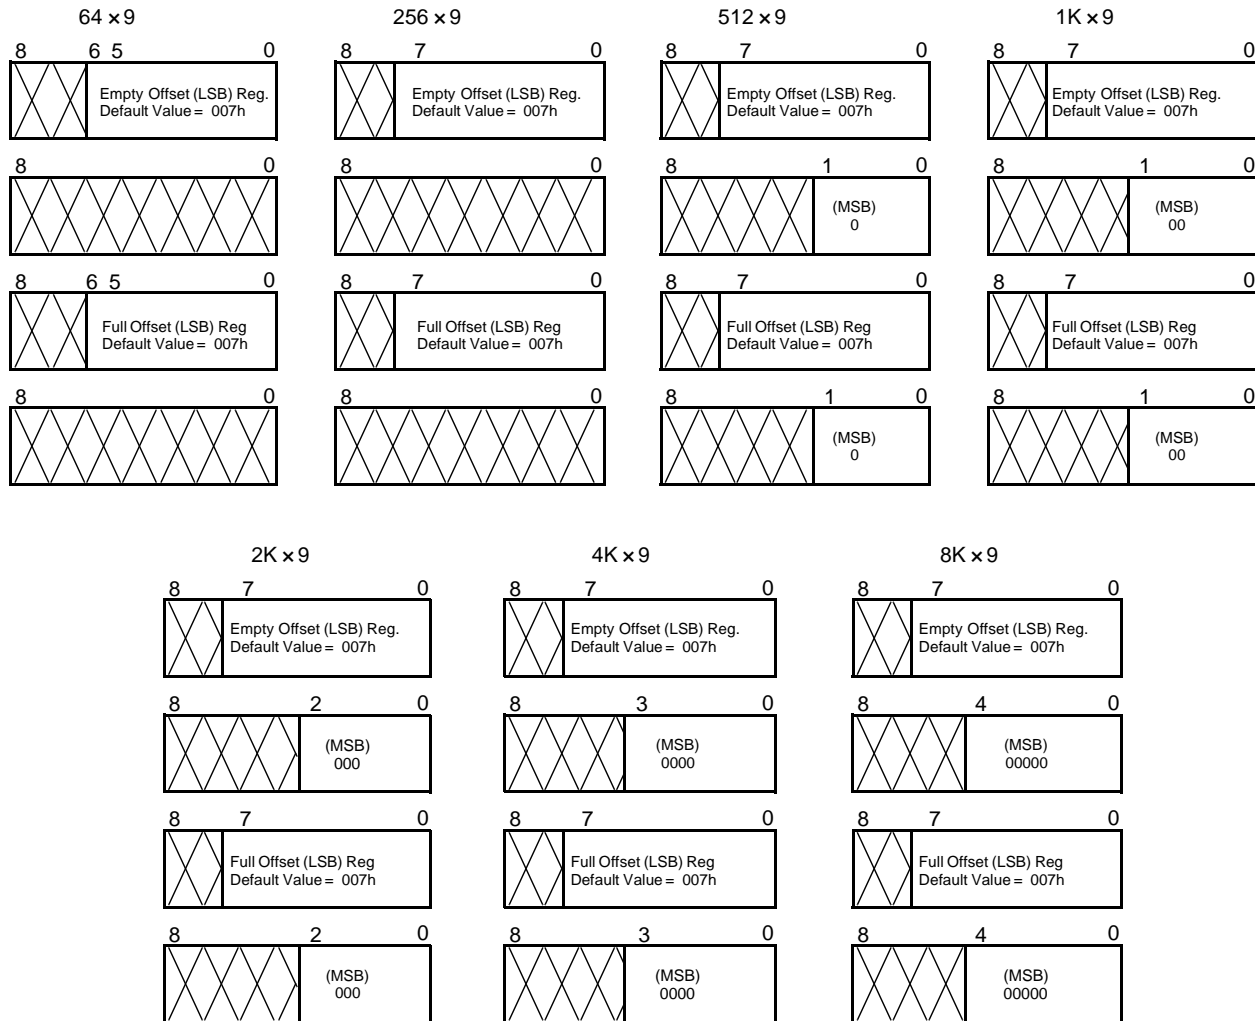 64 × 9
256 × 9
512 × 9
1K × 9
8 6 5 0
8 7 0
8 7 0
8 7 0
Empty Offset (LSB) Reg.
Default Value = 007h
Empty Offset (LSB) Reg.
Default Value = 007h
Empty Offset (LSB) Reg.
Default Value = 007h
Empty Offset (LSB) Reg.
Default Value = 007h
8 0
8 0
8 1 0
8 1 0
(MSB)
0
(MSB)
00
8 6 5 0
8 7 0
8 7 0
8 7 0
Full Offset (LSB) Reg
Default Value = 007h
Full Offset (LSB) Reg
Default Value = 007h
Full Offset (LSB) Reg
Default Value = 007h
Full Offset (LSB) Reg
Default Value = 007h
8 0
8 0
8 1 0
8 1 0
(MSB)
0
(MSB)
00
2K × 9
4K × 9
8K × 9
8 7 0
8 7 0
8 7 0
Empty Offset (LSB) Reg.
Default Value = 007h
Empty Offset (LSB) Reg.
Default Value = 007h
Empty Offset (LSB) Reg.
Default Value = 007h
8 2 0
8 3 0
8 4 0
(MSB)
000
(MSB)
0000
(MSB)
00000
8 7 0
8 7 0
8 7 0
Full Offset (LSB) Reg
Default Value = 007h
Full Offset (LSB) Reg
Default Value = 007h
Full Offset (LSB) Reg
Default Value = 007h
8 2 0
8 3 0
8 4 0
(MSB)
000
(MSB)
0000
(MSB)
00000